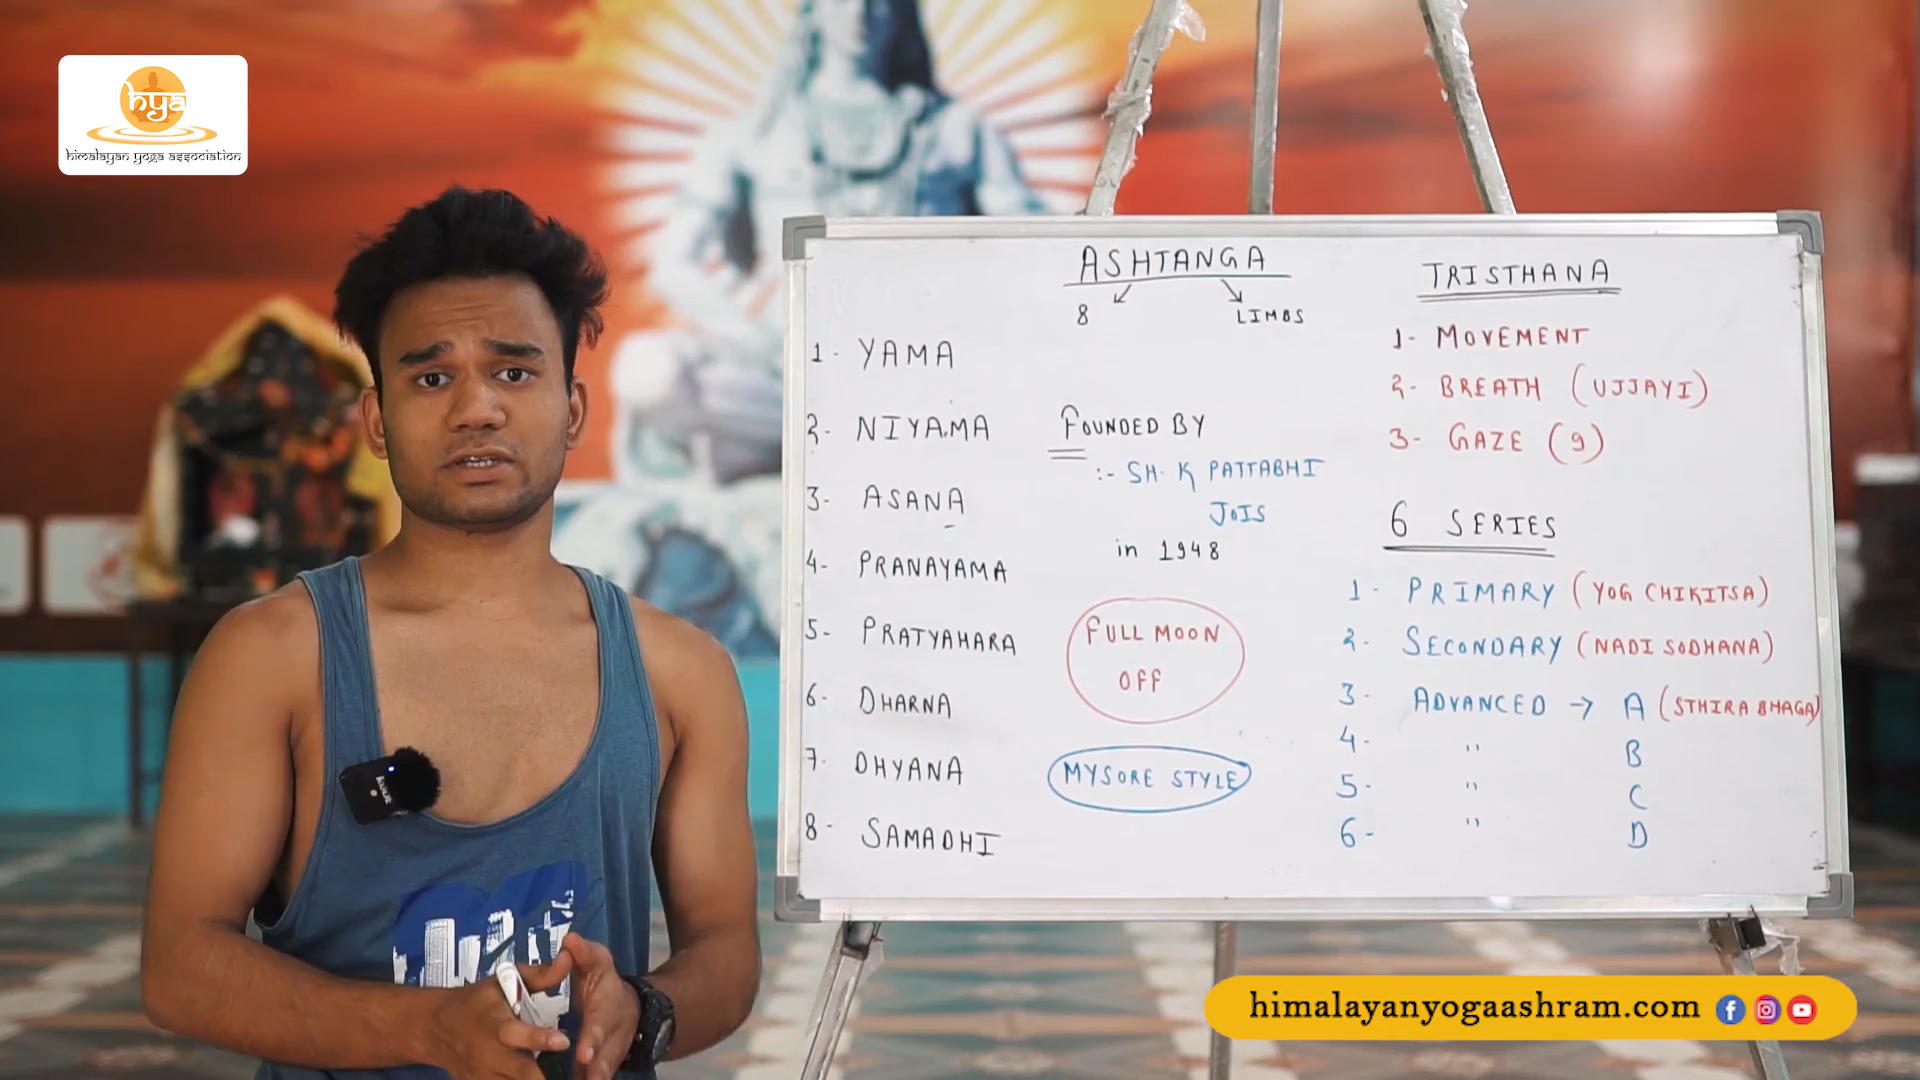 hya
himalayan yoga association
ASHTANGA
8 LIMBS
1- YAMA
2- NIYAMA
3- ASANA
4- PRANAYAMA
5- PRATYAHARA
6- DHARNA
7- DHYANA
8- SAMADHI
FOUNDED BY
:- SH. K PATTABHI
JOIS
in 1948
FULL MOON
OFF
MYSORE STYLE
TRISTHANA
1- MOVEMENT
2- BREATH (UJJAYI)
3- GAZE (9)
6 SERIES
1- PRIMARY (YOG CHIKITSA)
2- SECONDARY (NADI SODHANA)
3- ADVANCED → A (STHIRA BHAGA)
4- " B
5- " C
6- " D
himalayanyogaashram.com